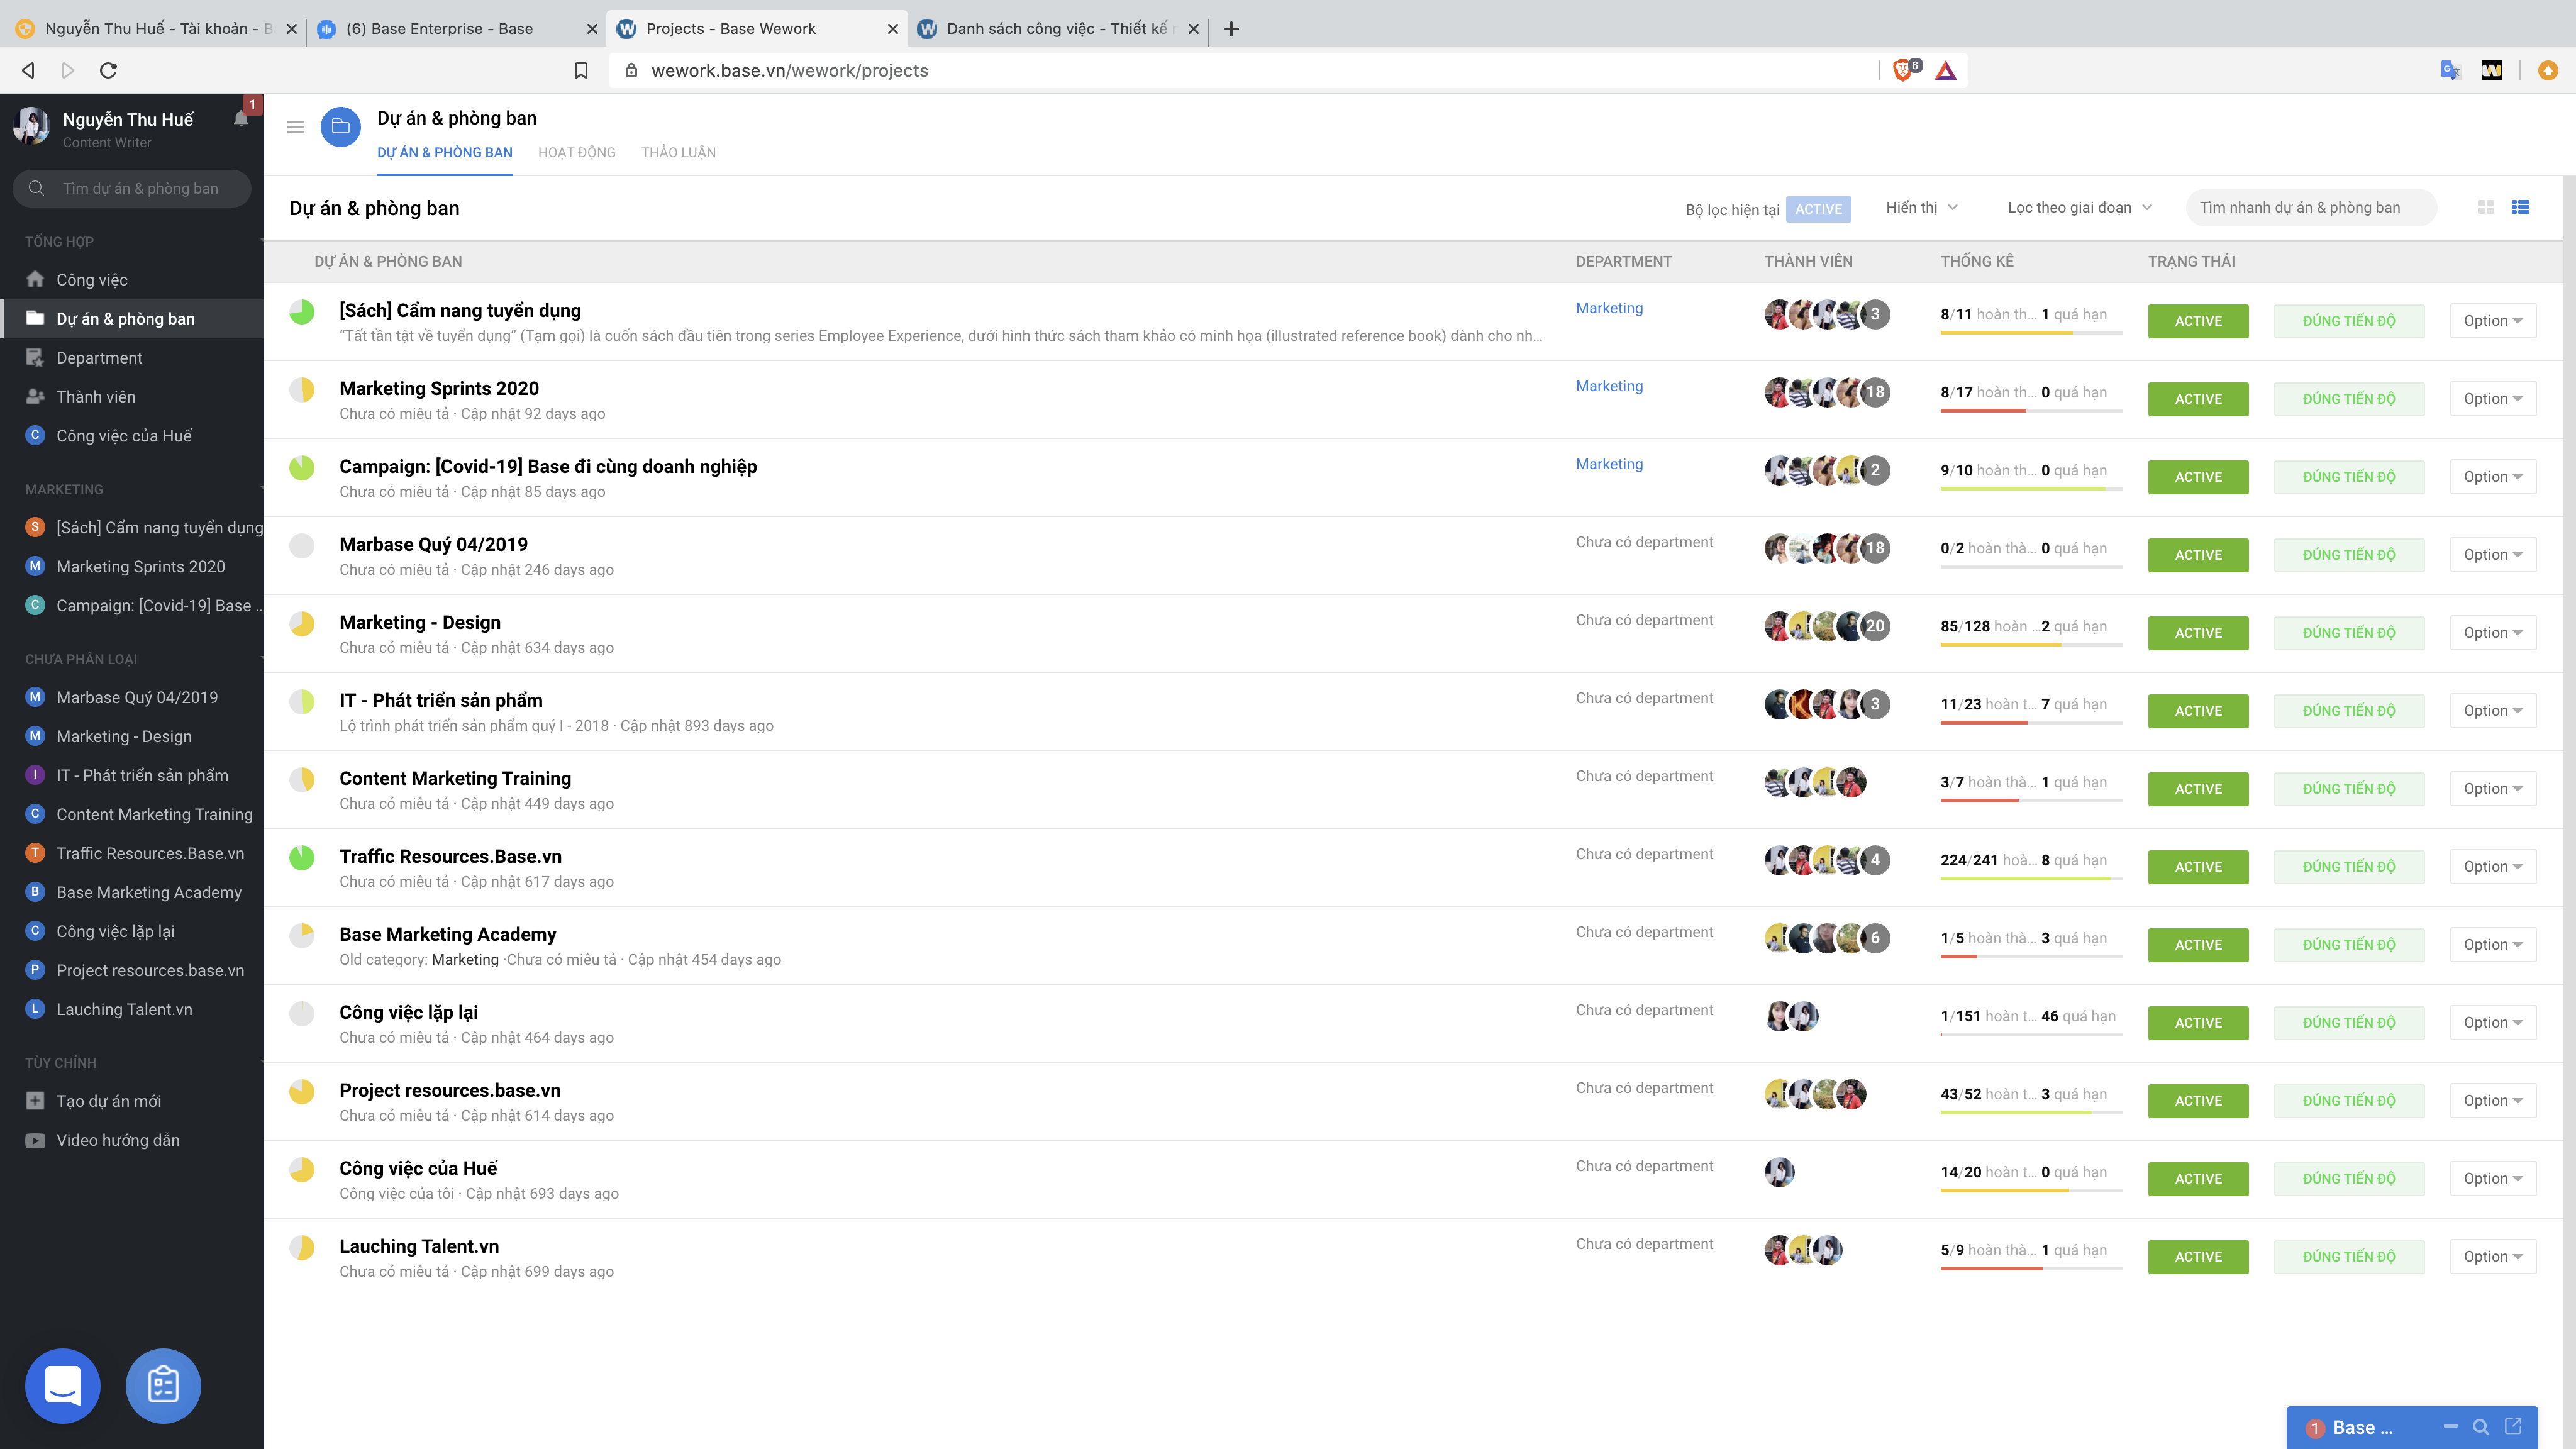 Nguyễn Thu Huế - Tài khoản - B
(6) Base Enterprise - Base
Projects - Base Wework
Danh sách công việc - Thiết kế
wework.base.vn/wework/projects
6
Nguyễn Thu Huế
Content Writer
1
Tìm dự án & phòng ban
TỔNG HỢP
Công việc
Dự án & phòng ban
Department
Thành viên
C Công việc của Huế
MARKETING
S [Sách] Cẩm nang tuyển dụng
M Marketing Sprints 2020
C Campaign: [Covid-19] Base ...
CHƯA PHÂN LOẠI
M Marbase Quý 04/2019
M Marketing - Design
I IT - Phát triển sản phẩm
C Content Marketing Training
T Traffic Resources.Base.vn
B Base Marketing Academy
C Công việc lặp lại
P Project resources.base.vn
L Lauching Talent.vn
TÙY CHỈNH
Tạo dự án mới
Video hướng dẫn
Dự án & phòng ban
DỰ ÁN & PHÒNG BAN HOẠT ĐỘNG THẢO LUẬN
Dự án & phòng ban
Bộ lọc hiện tại ACTIVE Hiển thị Lọc theo giai đoạn Tìm nhanh dự án & phòng ban
DỰ ÁN & PHÒNG BAN DEPARTMENT THÀNH VIÊN THỐNG KÊ TRẠNG THÁI
[Sách] Cẩm nang tuyển dụng Marketing 3 8/11 hoàn th... 1 quá hạn ACTIVE ĐÚNG TIẾN ĐỘ Option
“Tất tần tật về tuyển dụng” (Tạm gọi) là cuốn sách đầu tiên trong series Employee Experience, dưới hình thức sách tham khảo có minh họa (illustrated reference book) dành cho nh...
Marketing Sprints 2020 Marketing 18 8/17 hoàn th... 0 quá hạn ACTIVE ĐÚNG TIẾN ĐỘ Option
Chưa có miêu tả · Cập nhật 92 days ago
Campaign: [Covid-19] Base đi cùng doanh nghiệp Marketing 2 9/10 hoàn th... 0 quá hạn ACTIVE ĐÚNG TIẾN ĐỘ Option
Chưa có miêu tả · Cập nhật 85 days ago
Marbase Quý 04/2019 Chưa có department 18 0/2 hoàn thà... 0 quá hạn ACTIVE ĐÚNG TIẾN ĐỘ Option
Chưa có miêu tả · Cập nhật 246 days ago
Marketing - Design Chưa có department 20 85/128 hoàn ...2 quá hạn ACTIVE ĐÚNG TIẾN ĐỘ Option
Chưa có miêu tả · Cập nhật 634 days ago
IT - Phát triển sản phẩm Chưa có department 3 11/23 hoàn t... 7 quá hạn ACTIVE ĐÚNG TIẾN ĐỘ Option
Lộ trình phát triển sản phẩm quý I - 2018 · Cập nhật 893 days ago
Content Marketing Training Chưa có department 3/7 hoàn thà... 1 quá hạn ACTIVE ĐÚNG TIẾN ĐỘ Option
Chưa có miêu tả · Cập nhật 449 days ago
Traffic Resources.Base.vn Chưa có department 4 224/241 hoà... 8 quá hạn ACTIVE ĐÚNG TIẾN ĐỘ Option
Chưa có miêu tả · Cập nhật 617 days ago
Base Marketing Academy Chưa có department 6 1/5 hoàn thà... 3 quá hạn ACTIVE ĐÚNG TIẾN ĐỘ Option
Old category: Marketing ·Chưa có miêu tả · Cập nhật 454 days ago
Công việc lặp lại Chưa có department 1/151 hoàn t... 46 quá hạn ACTIVE ĐÚNG TIẾN ĐỘ Option
Chưa có miêu tả · Cập nhật 464 days ago
Project resources.base.vn Chưa có department 43/52 hoàn t... 3 quá hạn ACTIVE ĐÚNG TIẾN ĐỘ Option
Chưa có miêu tả · Cập nhật 614 days ago
Công việc của Huế Chưa có department 14/20 hoàn t... 0 quá hạn ACTIVE ĐÚNG TIẾN ĐỘ Option
Công việc của tôi · Cập nhật 693 days ago
Lauching Talent.vn Chưa có department 5/9 hoàn thà... 1 quá hạn ACTIVE ĐÚNG TIẾN ĐỘ Option
Chưa có miêu tả · Cập nhật 699 days ago
1 Base ...